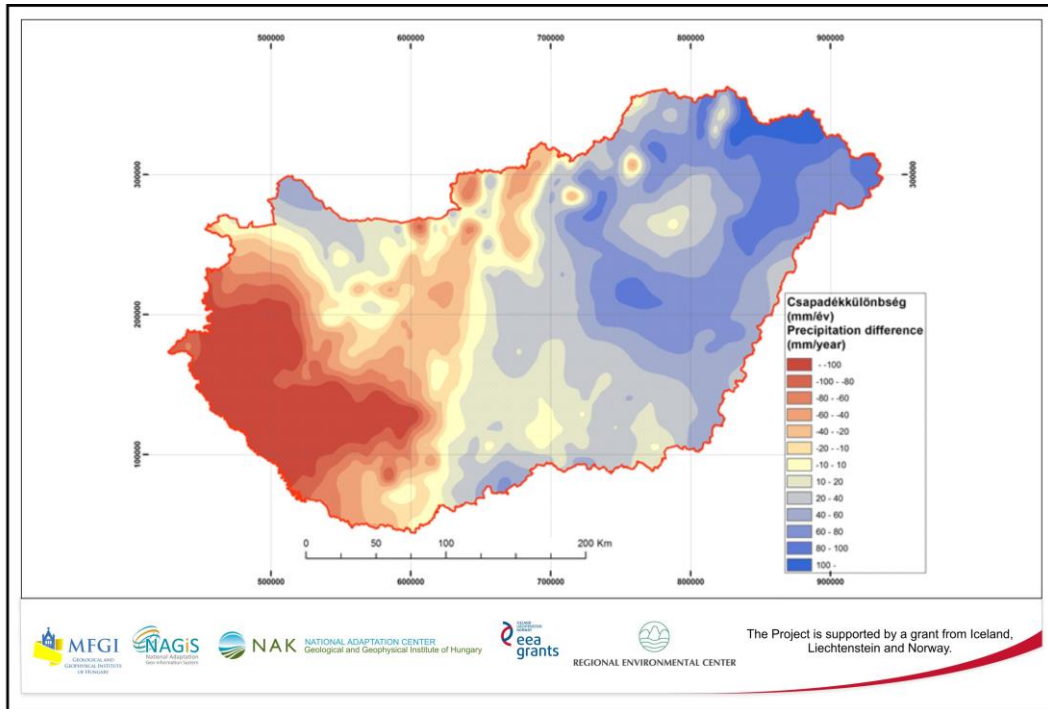 500000 600000 700000 800000 900000
300000 300000
200000
100000
Csapadékkülönbség
(mm/év)
Precipitation difference
(mm/year)
- -100
-100 - -80
-80 - -60
-60 - -40
-40 - -20
-20 - -10
-10 - 10
10 - 20
20 - 40
40 - 60
60 - 80
80 - 100
100 -
0 50 100 200 Km
500000 600000 700000 800000 900000
MFGI
GEOLOGICAL AND
GEOPHYSICAL INSTITUTE
OF HUNGARY
NAGiS
National Adaptation
Geo-information System
NAK
NATIONAL ADAPTATION CENTER
Geological and Geophysical Institute of Hungary
ICELAND
LIECHTENSTEIN
NORWAY
eea
grants
REGIONAL ENVIRONMENTAL CENTER
The Project is supported by a grant from Iceland,
Liechtenstein and Norway.